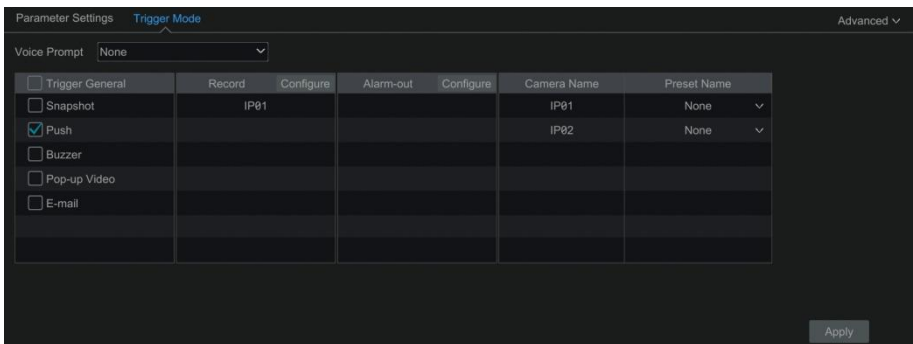 Parameter Settings Trigger Mode Advanced
Voice Prompt None
Trigger General Record Configure Alarm-out Configure Camera Name Preset Name
Snapshot IP01 IP01 None
Push IP02 None
Buzzer
Pop-up Video
E-mail
Apply